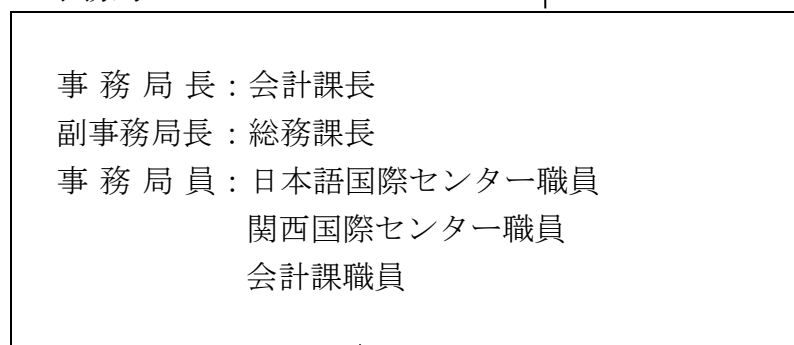 事 務 局 長：会計課長
副事務局長：総務課長
事 務 局 員：日本語国際センター職員
関西国際センター職員
会計課職員